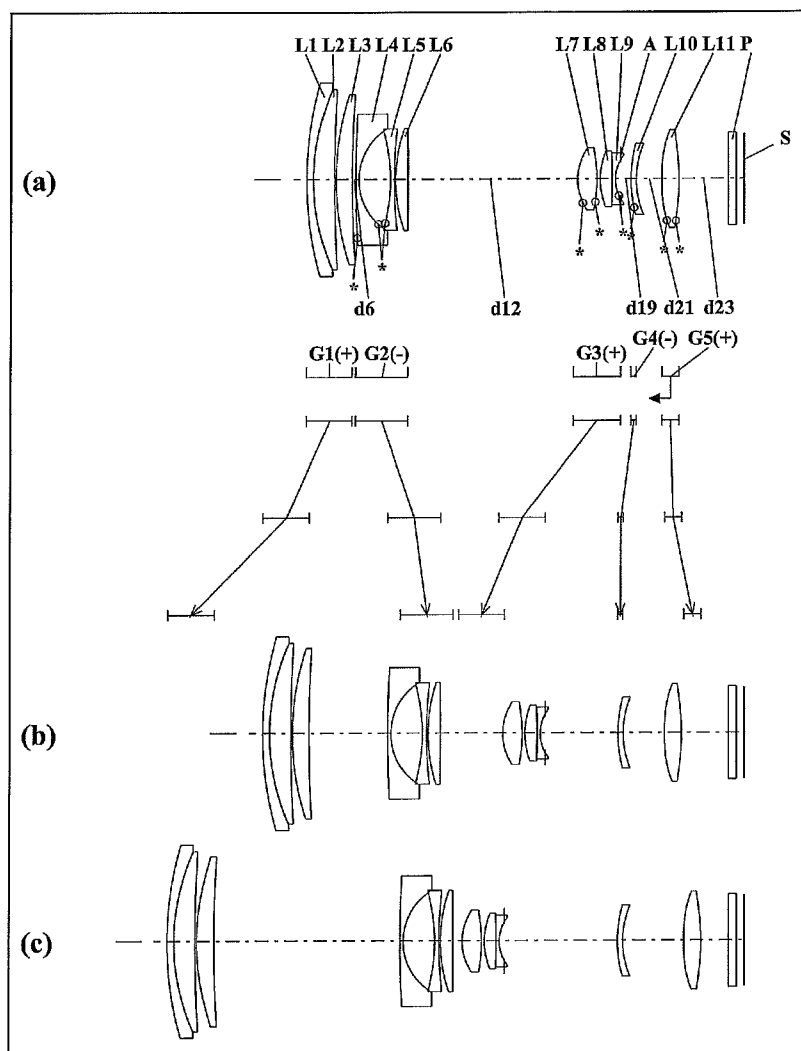 L1 L2 L3 L4 L5 L6 L7 L8 L9 A L10 L11 P
S
(a)
* * * * * * *
d6 d12 d19 d21 d23
G1(+) G2(-) G3(+) G4(-) G5(+)
(b)
(c)